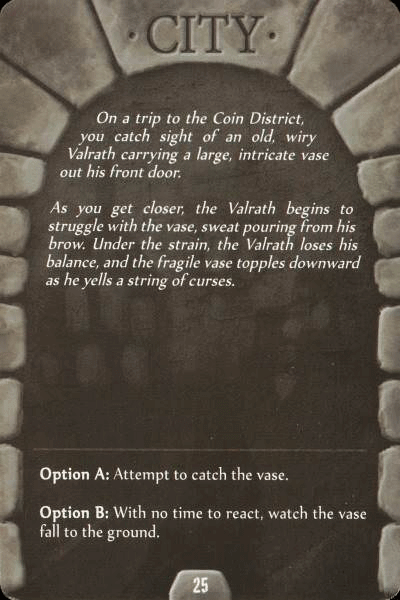 · CITY ·
On a trip to the Coin District,
you catch sight of an old, wiry
Valrath carrying a large, intricate vase
out his front door.
As you get closer, the Valrath begins to
struggle with the vase, sweat pouring from his
brow. Under the strain, the Valrath loses his
balance, and the fragile vase topples downward
as he yells a string of curses.
Option A: Attempt to catch the vase.
Option B: With no time to react, watch the vase
fall to the ground.
25